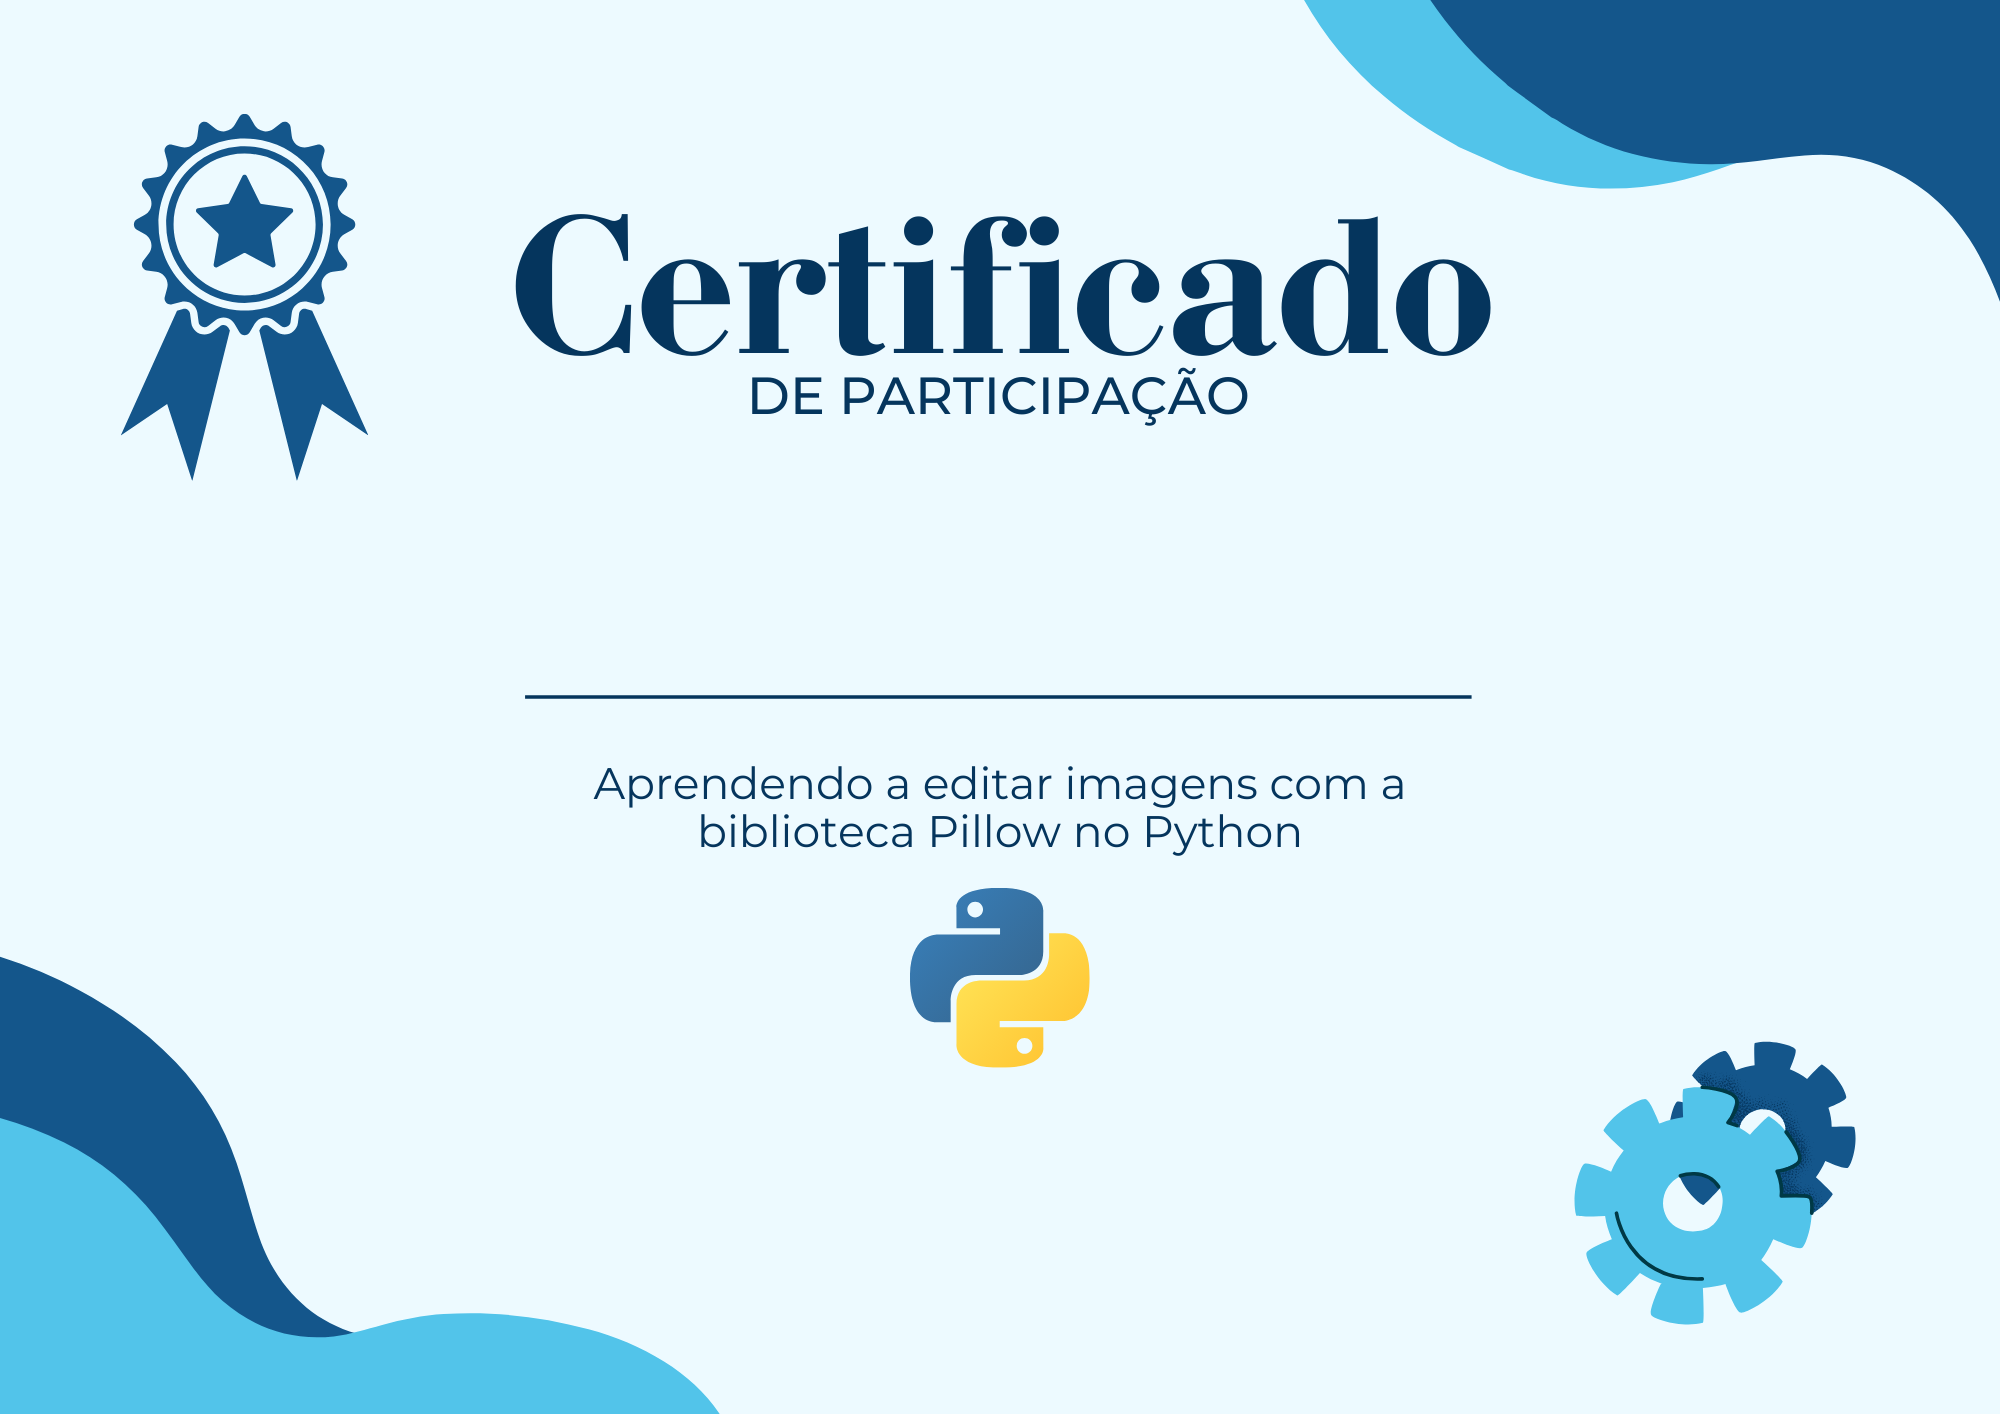 Certificado
DE PARTICIPAÇÃO
Aprendendo a editar imagens com a
biblioteca Pillow no Python